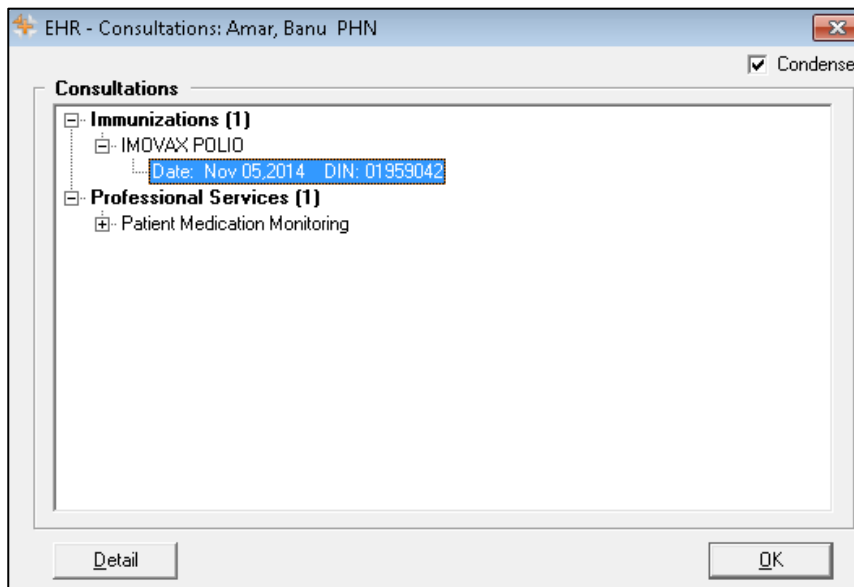 EHR - Consultations: Amar, Banu PHN
Condense
Consultations
Immunizations (1)
IMOVAX POLIO
Date: Nov 05,2014 DIN: 01959042
Professional Services (1)
Patient Medication Monitoring
Detail OK